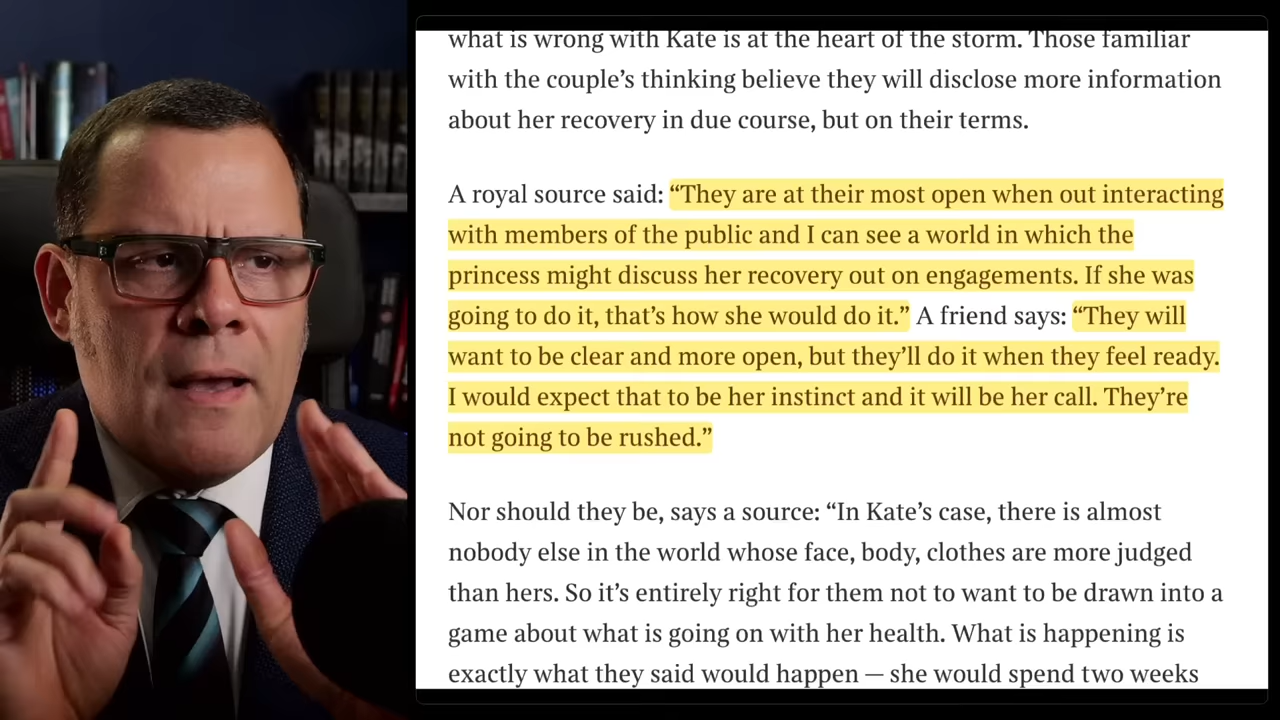 what is wrong with Kate is at the heart of the storm. Those familiar
with the couple’s thinking believe they will disclose more information
about her recovery in due course, but on their terms.
A royal source said: “They are at their most open when out interacting
with members of the public and I can see a world in which the
princess might discuss her recovery out on engagements. If she was
going to do it, that’s how she would do it.” A friend says: “They will
want to be clear and more open, but they’ll do it when they feel ready.
I would expect that to be her instinct and it will be her call. They’re
not going to be rushed.”
Nor should they be, says a source: “In Kate’s case, there is almost
nobody else in the world whose face, body, clothes are more judged
than hers. So it’s entirely right for them not to want to be drawn into a
game about what is going on with her health. What is happening is
exactly what they said would happen — she would spend two weeks